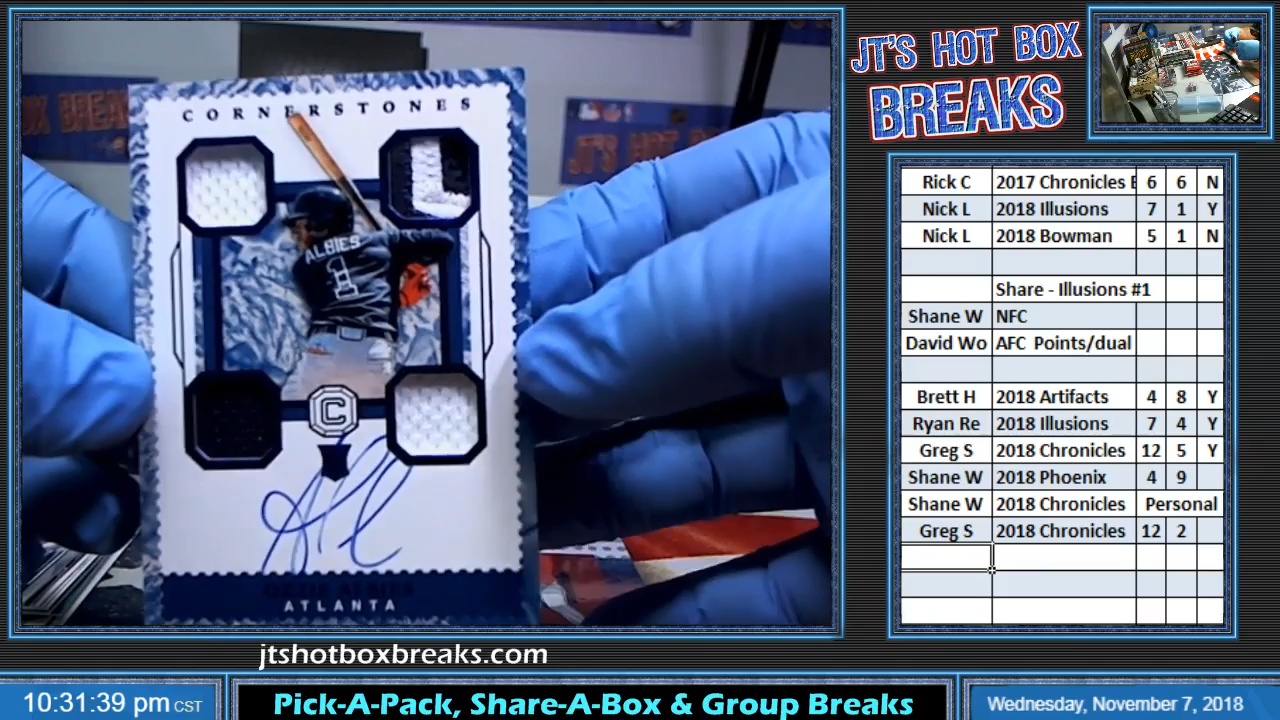 CORNERSTONES
ALBIES
1
C
OZZIE ALBIES
ATLANTA
JT'S HOT BOX
BREAKS
Rick C 2017 Chronicles B 6 6 N
Nick L 2018 Illusions 7 1 Y
Nick L 2018 Bowman 5 1 N
Share - Illusions #1
Shane W NFC
David Wo AFC Points/dual
Brett H 2018 Artifacts 4 8 Y
Ryan Re 2018 Illusions 7 4 Y
Greg S 2018 Chronicles 12 5 Y
Shane W 2018 Phoenix 4 9
Shane W 2018 Chronicles Personal
Greg S 2018 Chronicles 12 2
jtshotboxbreaks.com
10:31:39 pm CST
Pick-A-Pack, Share-A-Box & Group Breaks
Wednesday, November 7, 2018